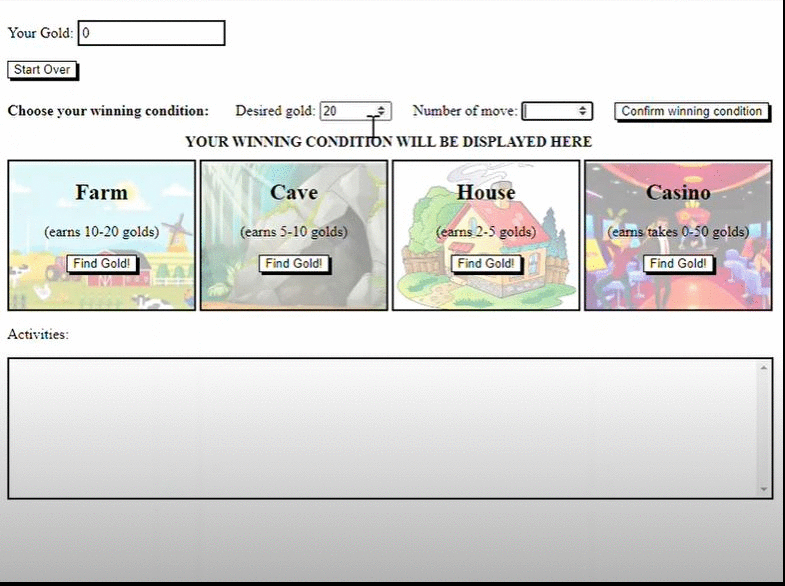 Your Gold: 0
Start Over
Choose your winning condition: Desired gold: 20 Number of move: Confirm winning condition
YOUR WINNING CONDITION WILL BE DISPLAYED HERE
Farm Cave House Casino
(earns 10-20 golds) (earns 5-10 golds) (earns 2-5 golds) (earns takes 0-50 golds)
Find Gold! Find Gold! Find Gold! Find Gold!
Activities: